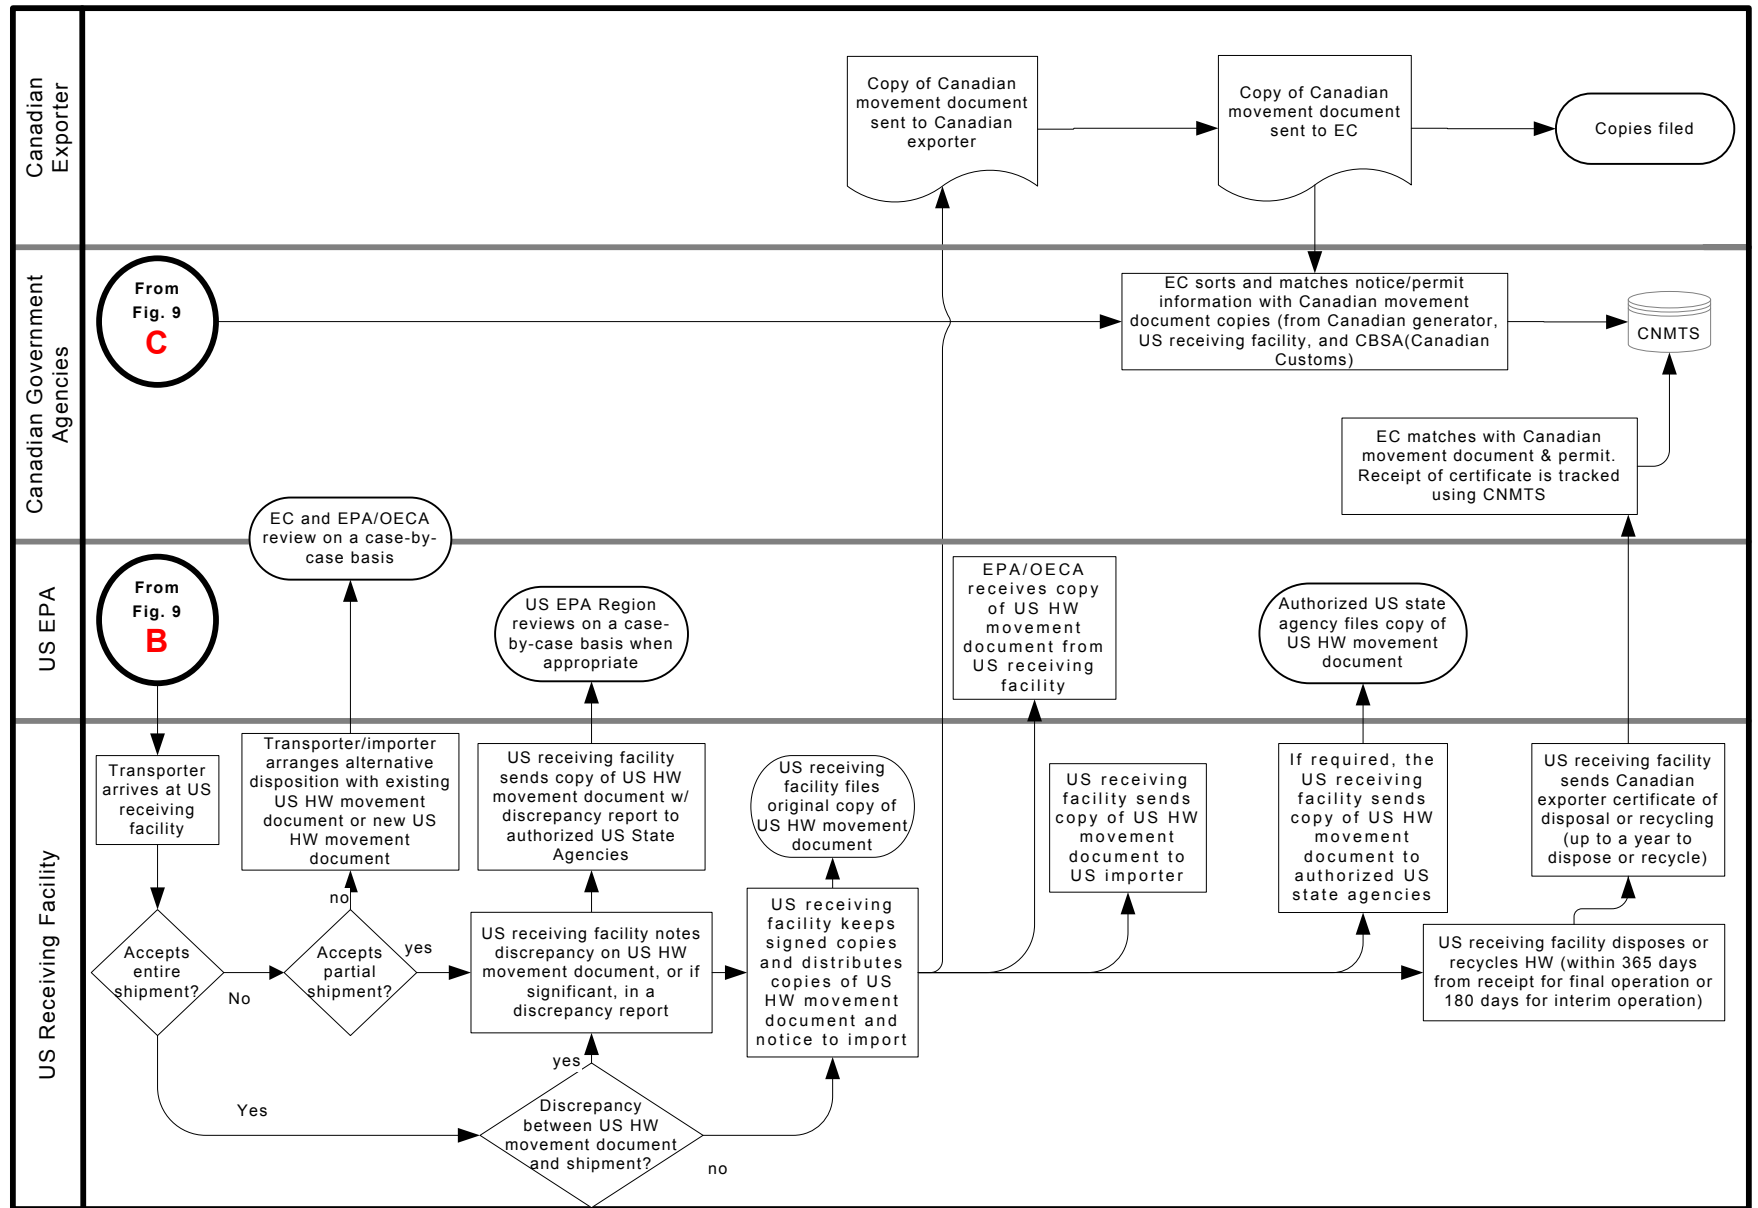 Canadian
Exporter
Copy of Canadian
movement document
sent to Canadian
exporter
Copy of Canadian
movement document
sent to EC
Copies filed
Canadian Government
Agencies
From
Fig. 9
C
EC sorts and matches notice/permit
information with Canadian movement
document copies (from Canadian generator,
US receiving facility, and CBSA(Canadian
Customs)
CNMTS
EC matches with Canadian
movement document & permit.
Receipt of certificate is tracked
using CNMTS
EC and EPA/OECA
review on a case-by-
case basis
US EPA
From
Fig. 9
B
US EPA Region
reviews on a case-
by-case basis when
appropriate
EPA/OECA
receives copy
of US HW
movement
document from
US receiving
facility
Authorized US state
agency files copy of
US HW movement
document
US Receiving Facility
Transporter
arrives at US
receiving
facility
Transporter/importer
arranges alternative
disposition with existing
US HW movement
document or new US
HW movement
document
US receiving facility
sends copy of US HW
movement document w/
discrepancy report to
authorized US State
Agencies
US receiving
facility files
original copy of
US HW movement
document
US receiving
facility sends
copy of US HW
movement
document to
US importer
If required, the
US receiving
facility sends
copy of US HW
movement
document to
authorized US
state agencies
US receiving facility
sends Canadian
exporter certificate of
disposal or recycling
(up to a year to
dispose or recycle)
Accepts
entire
shipment?
No
no
Accepts
partial
shipment?
yes
US receiving facility notes
discrepancy on US HW
movement document, or if
significant, in a
discrepancy report
US receiving
facility keeps
signed copies
and distributes
copies of US
HW movement
document and
notice to import
US receiving facility disposes or
recycles HW (within 365 days
from receipt for final operation or
180 days for interim operation)
Yes
yes
Discrepancy
between US HW
movement document
and shipment?
no